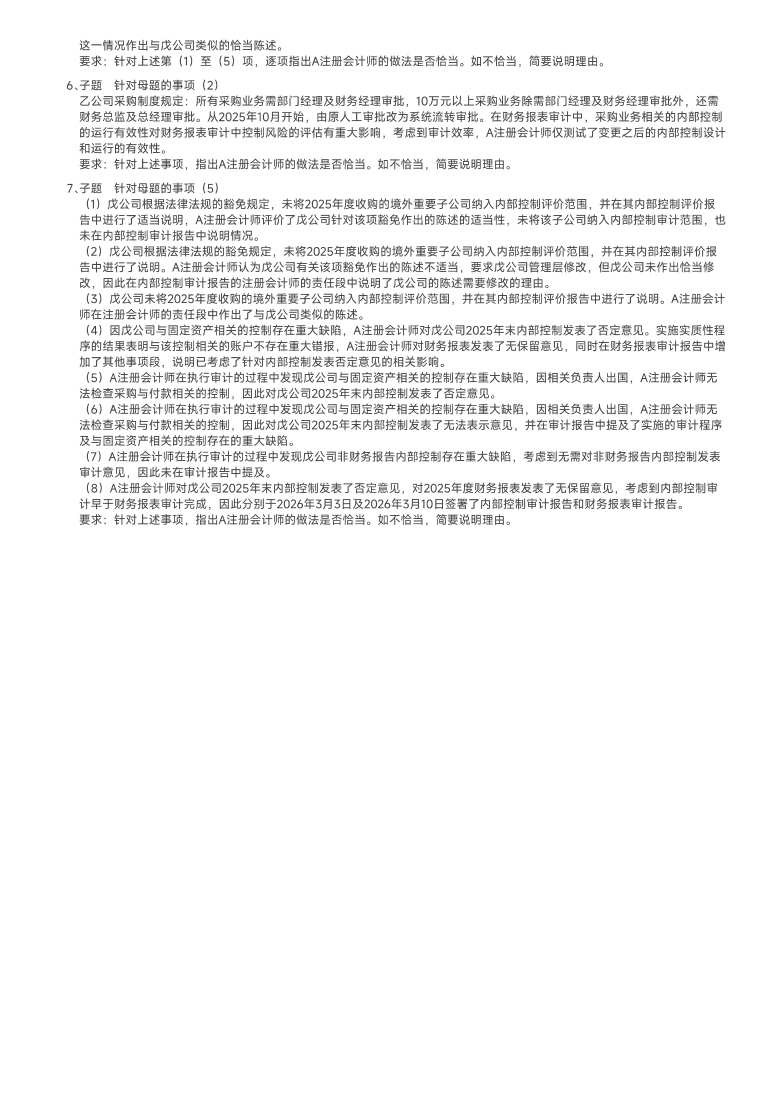 这一情况作出与戊公司类似的恰当陈述。
要求：针对上述第（1）至（5）项，逐项指出A注册会计师的做法是否恰当。如不恰当，简要说明理由。
6、子题　针对母题的事项（2）
乙公司采购制度规定：所有采购业务需部门经理及财务经理审批，10万元以上采购业务除需部门经理及财务经理审批外，还需
财务总监及总经理审批。从2025年10月开始，由原人工审批改为系统流转审批。在财务报表审计中，采购业务相关的内部控制
的运行有效性对财务报表审计中控制风险的评估有重大影响，考虑到审计效率，A注册会计师仅测试了变更之后的内部控制设计
和运行的有效性。
要求：针对上述事项，指出A注册会计师的做法是否恰当。如不恰当，简要说明理由。
7、子题　针对母题的事项（5）
（1）戊公司根据法律法规的豁免规定，未将2025年度收购的境外重要子公司纳入内部控制评价范围，并在其内部控制评价报
告中进行了适当说明，A注册会计师评价了戊公司针对该项豁免作出的陈述的适当性，未将该子公司纳入内部控制审计范围，也
未在内部控制审计报告中说明情况。
（2）戊公司根据法律法规的豁免规定，未将2025年度收购的境外重要子公司纳入内部控制评价范围，并在其内部控制评价报
告中进行了说明。A注册会计师认为戊公司有关该项豁免作出的陈述不适当，要求戊公司管理层修改，但戊公司未作出恰当修
改，因此在内部控制审计报告的注册会计师的责任段中说明了戊公司的陈述需要修改的理由。
（3）戊公司未将2025年度收购的境外重要子公司纳入内部控制评价范围，并在其内部控制评价报告中进行了说明。A注册会计
师在注册会计师的责任段中作出了与戊公司类似的陈述。
（4）因戊公司与固定资产相关的控制存在重大缺陷，A注册会计师对戊公司2025年末内部控制发表了否定意见。实施实质性程
序的结果表明与该控制相关的账户不存在重大错报，A注册会计师对财务报表发表了无保留意见，同时在财务报表审计报告中增
加了其他事项段，说明已考虑了针对内部控制发表否定意见的相关影响。
（5）A注册会计师在执行审计的过程中发现戊公司与固定资产相关的控制存在重大缺陷，因相关负责人出国，A注册会计师无
法检查采购与付款相关的控制，因此对戊公司2025年末内部控制发表了否定意见。
（6）A注册会计师在执行审计的过程中发现戊公司与固定资产相关的控制存在重大缺陷，因相关负责人出国，A注册会计师无
法检查采购与付款相关的控制，因此对戊公司2025年末内部控制发表了无法表示意见，并在审计报告中提及了实施的审计程序
及与固定资产相关的控制存在的重大缺陷。
（7）A注册会计师在执行审计的过程中发现戊公司非财务报告内部控制存在重大缺陷，考虑到无需对非财务报告内部控制发表
审计意见，因此未在审计报告中提及。
（8）A注册会计师对戊公司2025年末内部控制发表了否定意见，对2025年度财务报表发表了无保留意见，考虑到内部控制审
计早于财务报表审计完成，因此分别于2026年3月3日及2026年3月10日签署了内部控制审计报告和财务报表审计报告。
要求：针对上述事项，指出A注册会计师的做法是否恰当。如不恰当，简要说明理由。